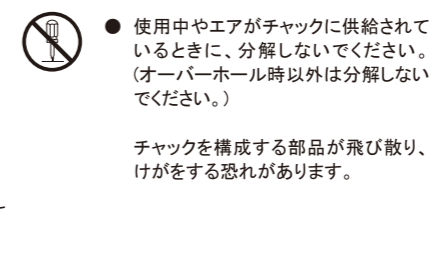 ● 使用中やエアがチャックに供給されて
いるときに、分解しないでください。
(オーバーホール時以外は分解しない
でください。)
チャックを構成する部品が飛び散り、
けがをする恐れがあります。